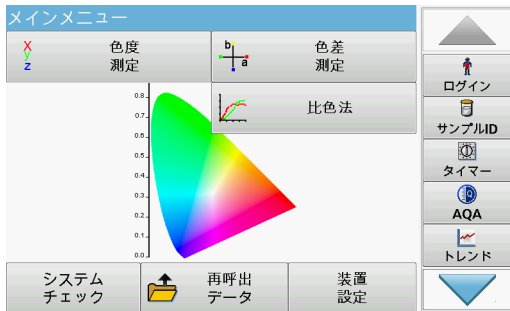 メインメニュー
X
y
z
色度
測定
b
a
色差
測定
比色法
0.8
0.7
0.6
0.5
0.4
0.3
0.2
0.1
0.0
システム
チェック
再呼出
データ
装置
設定
ログイン
サンプルID
タイマー
AQA
トレンド